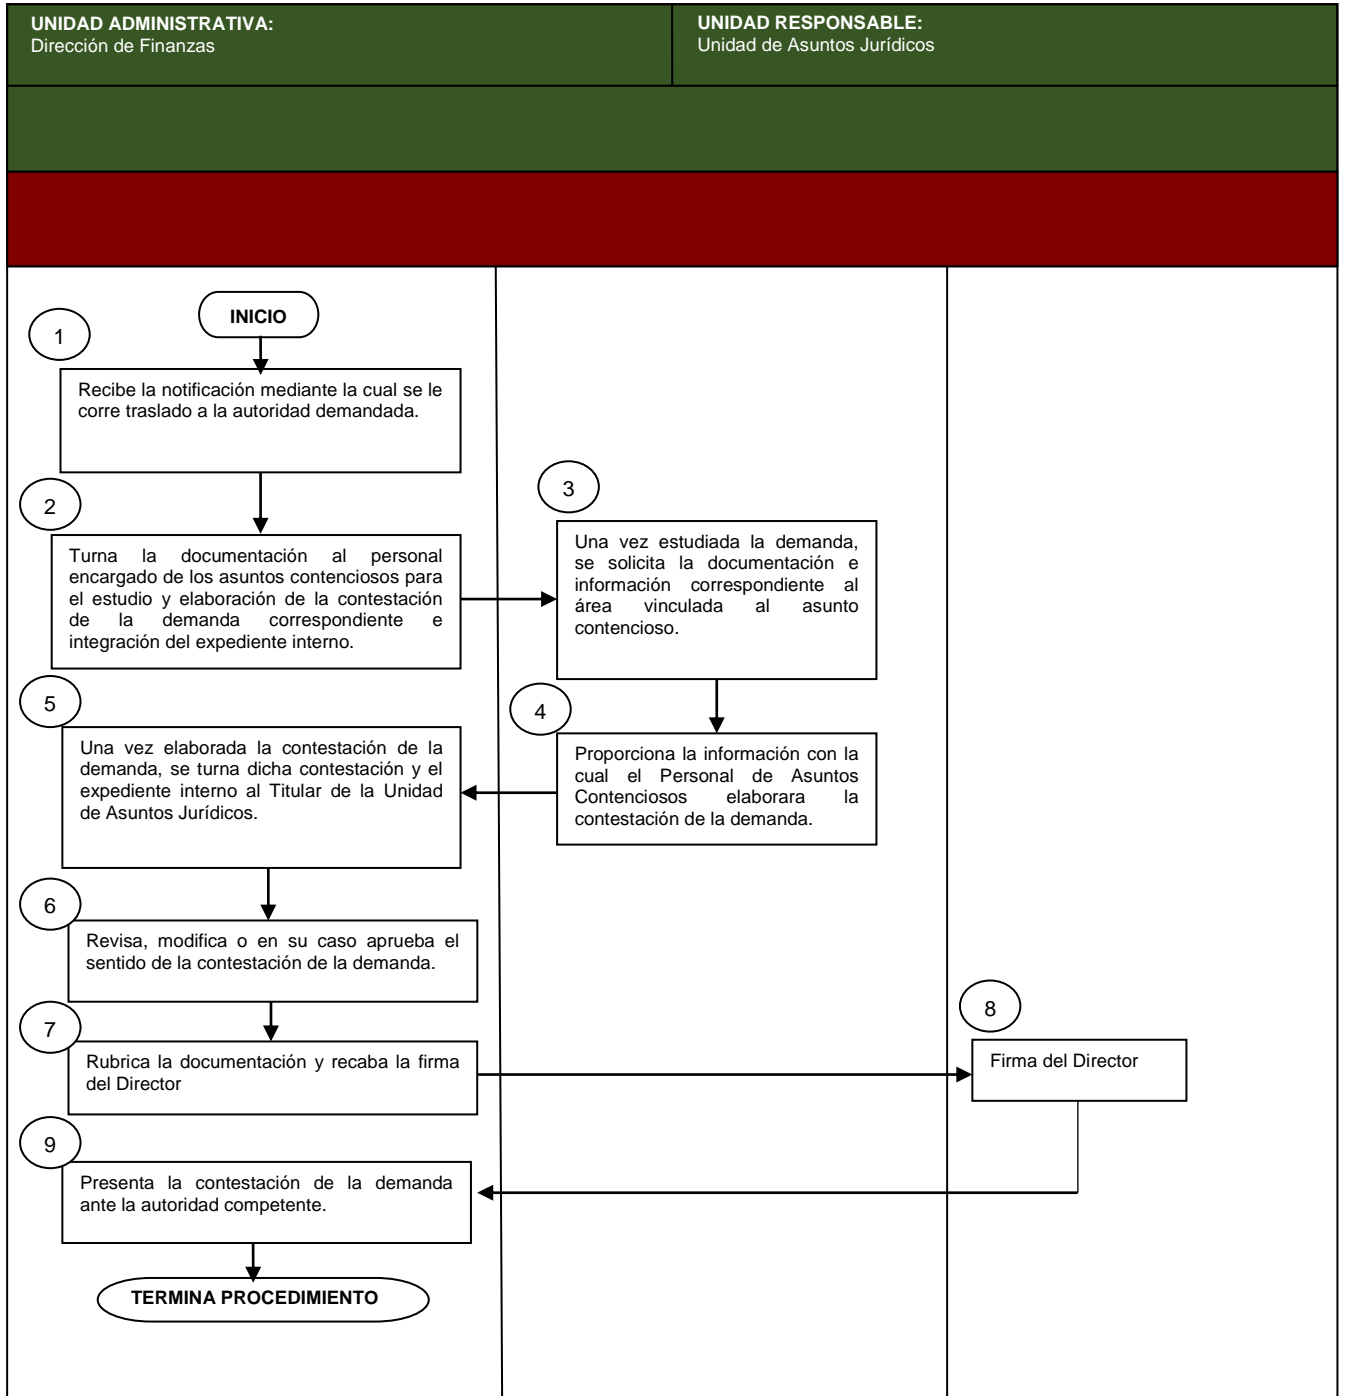 UNIDAD ADMINISTRATIVA:
Dirección de Finanzas
UNIDAD RESPONSABLE:
Unidad de Asuntos Jurídicos
INICIO
1
Recibe la notificación mediante la cual se le
corre traslado a la autoridad demandada.
2
Turna la documentación al personal
encargado de los asuntos contenciosos para
el estudio y elaboración de la contestación
de la demanda correspondiente e
integración del expediente interno.
3
Una vez estudiada la demanda,
se solicita la documentación e
información correspondiente al
área vinculada al asunto
contencioso.
4
Proporciona la información con la
cual el Personal de Asuntos
Contenciosos elaborara la
contestación de la demanda.
5
Una vez elaborada la contestación de la
demanda, se turna dicha contestación y el
expediente interno al Titular de la Unidad
de Asuntos Jurídicos.
6
Revisa, modifica o en su caso aprueba el
sentido de la contestación de la demanda.
7
Rubrica la documentación y recaba la firma
del Director
8
Firma del Director
9
Presenta la contestación de la demanda
ante la autoridad competente.
TERMINA PROCEDIMIENTO